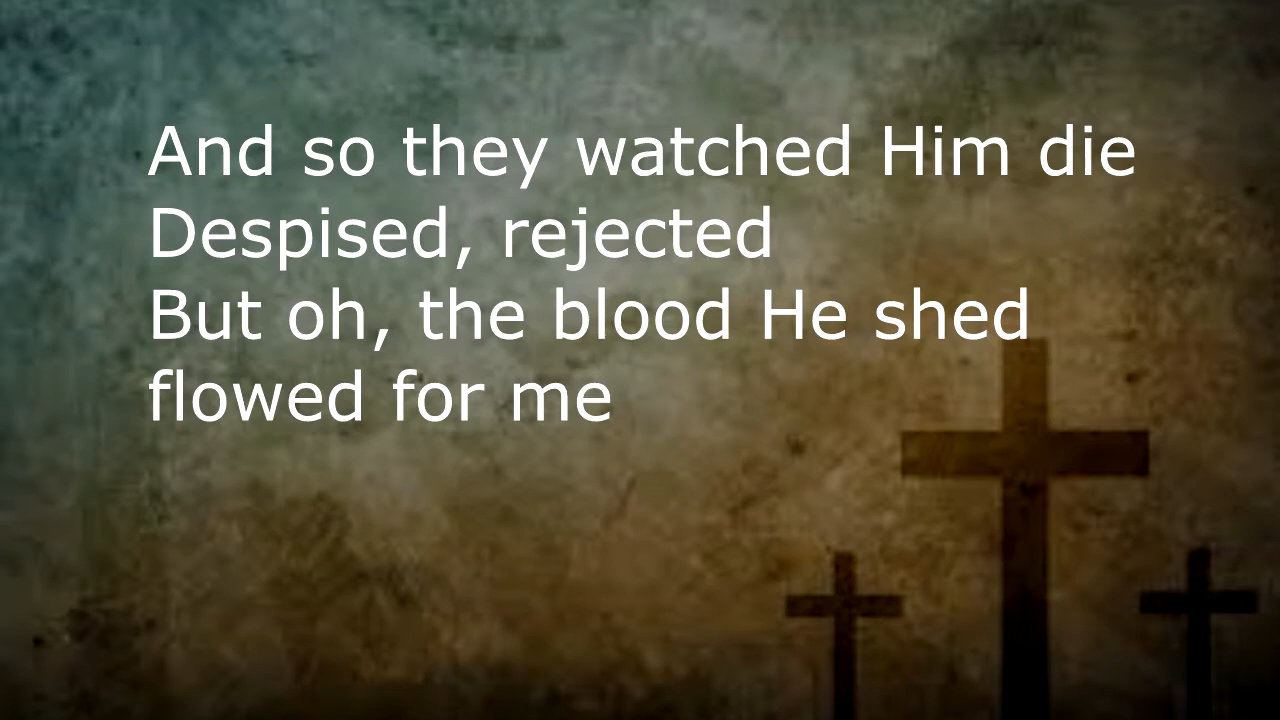 And so they watched Him die
Despised, rejected
But oh, the blood He shed
flowed for me